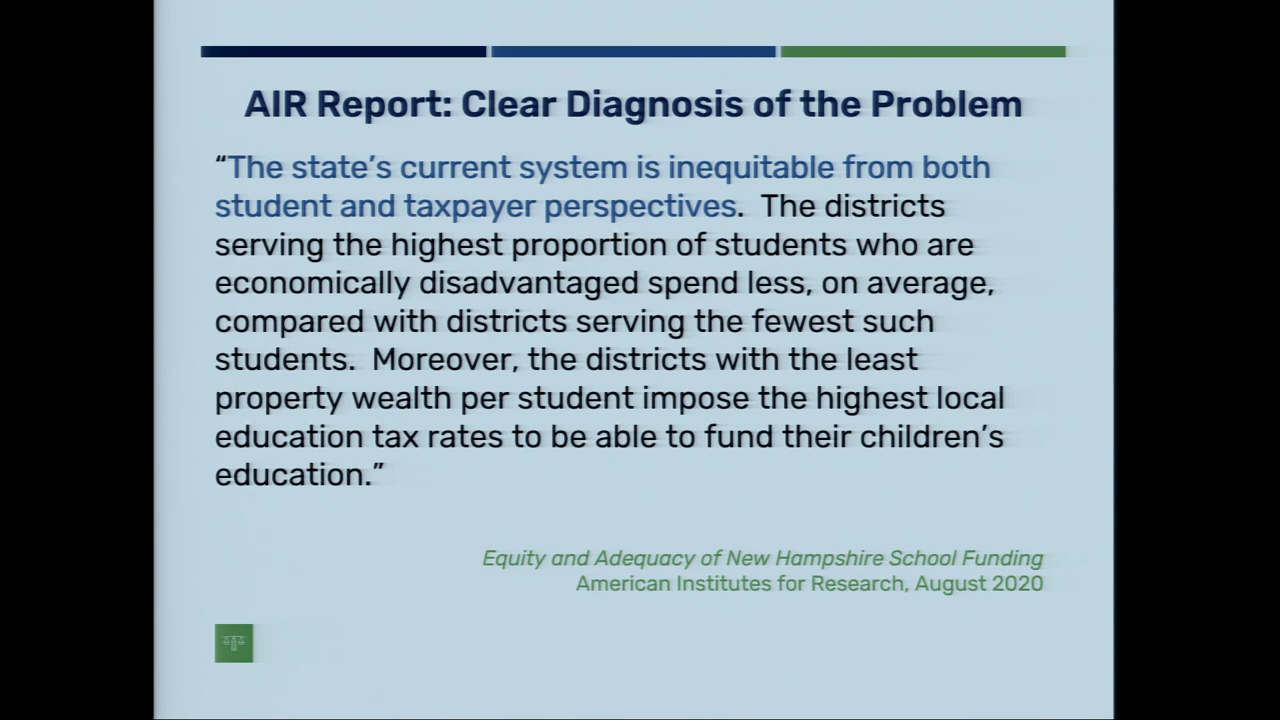 AIR Report: Clear Diagnosis of the Problem
“The state’s current system is inequitable from both
student and taxpayer perspectives.  The districts
serving the highest proportion of students who are
economically disadvantaged spend less, on average,
compared with districts serving the fewest such
students.  Moreover, the districts with the least
property wealth per student impose the highest local
education tax rates to be able to fund their children’s
education.”
Equity and Adequacy of New Hampshire School Funding
American Institutes for Research, August 2020